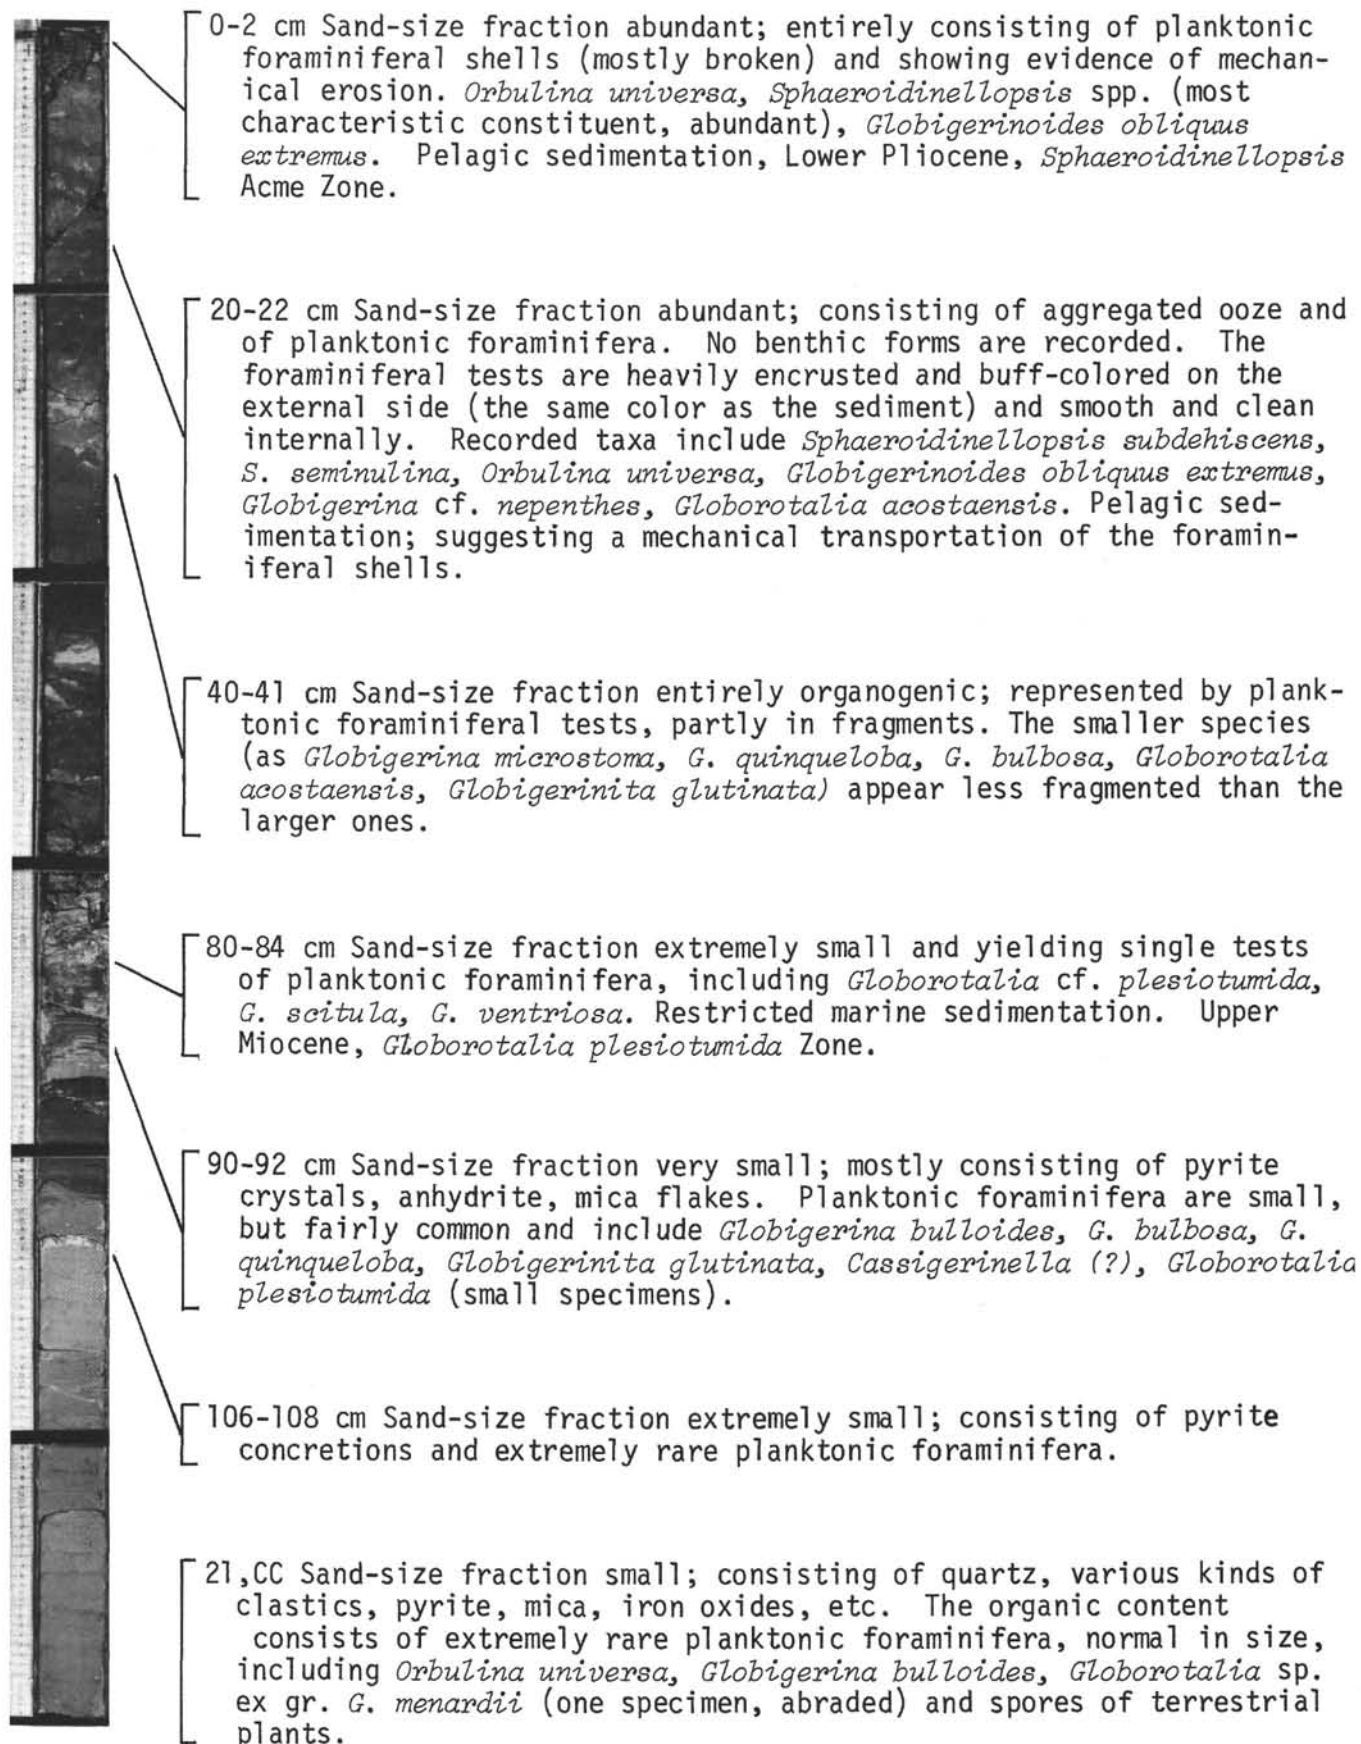 0-2 cm Sand-size fraction abundant; entirely consisting of planktonic
foraminiferal shells (mostly broken) and showing evidence of mechan-
ical erosion. Orbulina universa, Sphaeroidinellopsis spp. (most
characteristic constituent, abundant), Globigerinoides obliquus
extremus. Pelagic sedimentation, Lower Pliocene, Sphaeroidinellopsis
Acme Zone.
20-22 cm Sand-size fraction abundant; consisting of aggregated ooze and
of planktonic foraminifera. No benthic forms are recorded. The
foraminiferal tests are heavily encrusted and buff-colored on the
external side (the same color as the sediment) and smooth and clean
internally. Recorded taxa include Sphaeroidinellopsis subdehiscens,
S. seminulina, Orbulina universa, Globigerinoides obliquus extremus,
Globigerina cf. nepenthes, Globorotalia acostaensis. Pelagic sed-
imentation; suggesting a mechanical transportation of the foramin-
iferal shells.
40-41 cm Sand-size fraction entirely organogenic; represented by plank-
tonic foraminiferal tests, partly in fragments. The smaller species
(as Globigerina microstoma, G. quinqueloba, G. bulbosa, Globorotalia
acostaensis, Globigerinita glutinata) appear less fragmented than the
larger ones.
80-84 cm Sand-size fraction extremely small and yielding single tests
of planktonic foraminifera, including Globorotalia cf. plesiotumida,
G. scitula, G. ventriosa. Restricted marine sedimentation. Upper
Miocene, Globorotalia plesiotumida Zone.
90-92 cm Sand-size fraction very small; mostly consisting of pyrite
crystals, anhydrite, mica flakes. Planktonic foraminifera are small,
but fairly common and include Globigerina bulloides, G. bulbosa, G.
quinqueloba, Globigerinita glutinata, Cassigerinella (?), Globorotalia
plesiotumida (small specimens).
106-108 cm Sand-size fraction extremely small; consisting of pyrite
concretions and extremely rare planktonic foraminifera.
21,CC Sand-size fraction small; consisting of quartz, various kinds of
clastics, pyrite, mica, iron oxides, etc. The organic content
consists of extremely rare planktonic foraminifera, normal in size,
including Orbulina universa, Globigerina bulloides, Globorotalia sp.
ex gr. G. menardii (one specimen, abraded) and spores of terrestrial
plants.